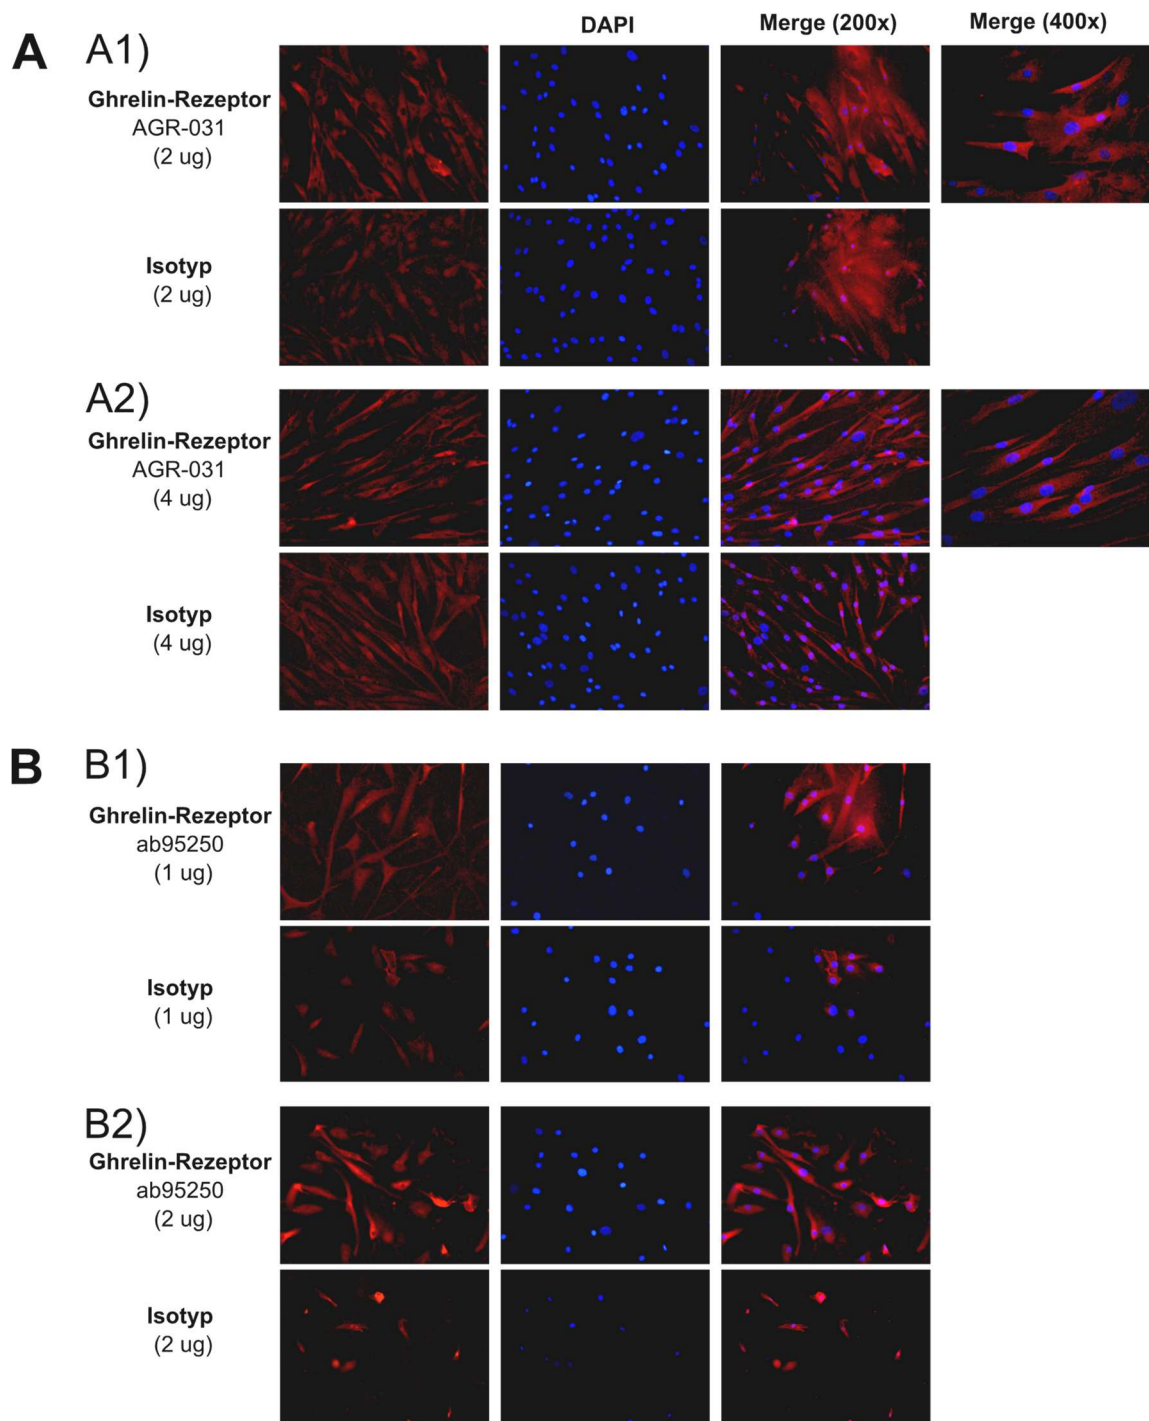 DAPI
Merge (200x)
Merge (400x)
A
A1)
Ghrelin-Rezeptor
AGR-031
(2 ug)
Isotyp
(2 ug)
A2)
Ghrelin-Rezeptor
AGR-031
(4 ug)
Isotyp
(4 ug)
B
B1)
Ghrelin-Rezeptor
ab95250
(1 ug)
Isotyp
(1 ug)
B2)
Ghrelin-Rezeptor
ab95250
(2 ug)
Isotyp
(2 ug)